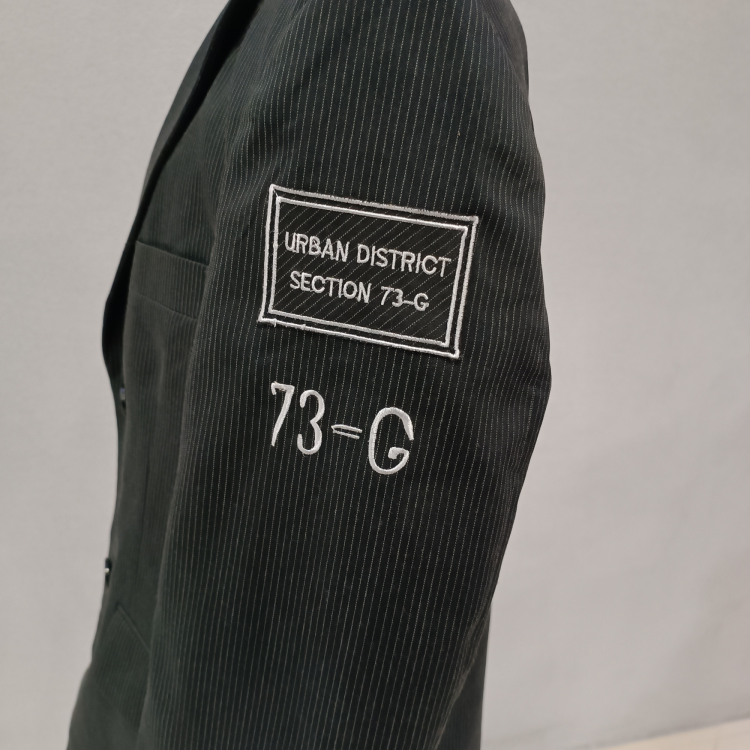 URBAN DISTRICT
SECTION 73-G
73=G